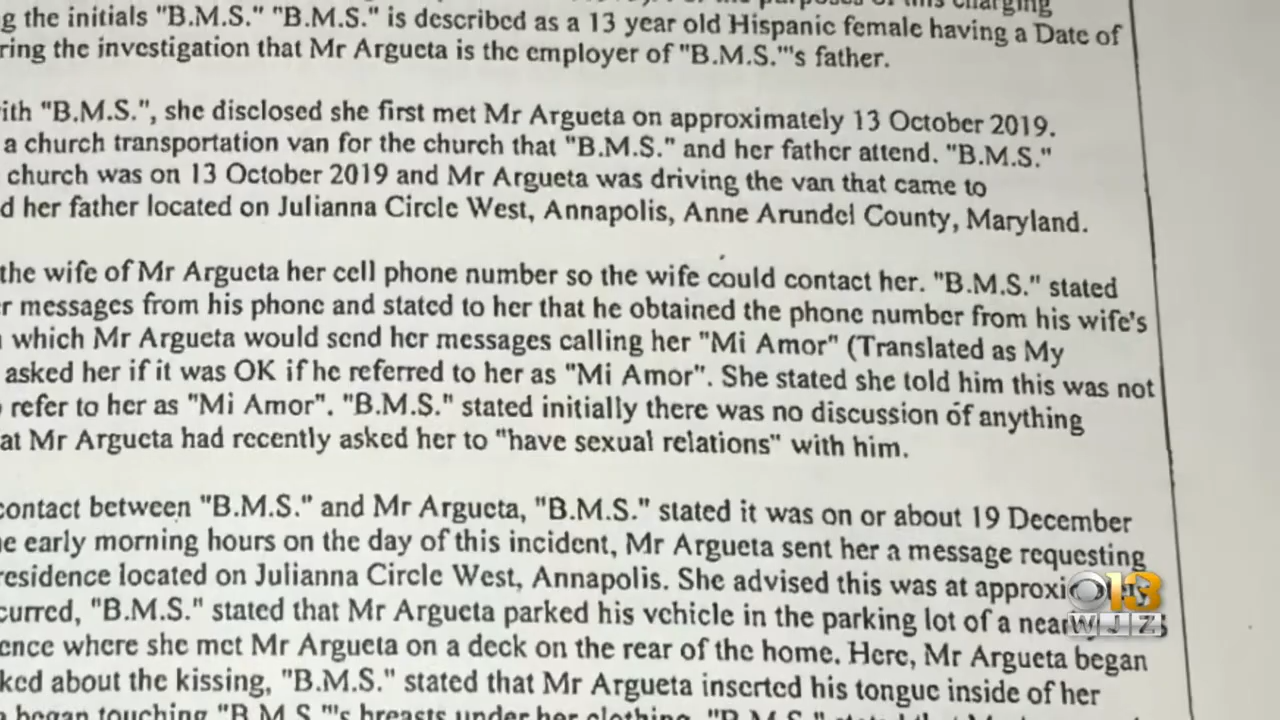 g the initials "B.M.S." "B.M.S." is described as a 13 year old Hispanic female having a Date of
ring the investigation that Mr Argueta is the employer of "B.M.S."'s father.
ith "B.M.S.", she disclosed she first met Mr Argueta on approximately 13 October 2019.
a church transportation van for the church that "B.M.S." and her father attend. "B.M.S."
church was on 13 October 2019 and Mr Argueta was driving the van that came to
d her father located on Julianna Circle West, Annapolis, Anne Arundel County, Maryland.
the wife of Mr Argueta her cell phone number so the wife could contact her. "B.M.S." stated
r messages from his phone and stated to her that he obtained the phone number from his wife's
which Mr Argueta would send her messages calling her "Mi Amor" (Translated as My
asked her if it was OK if he referred to her as "Mi Amor". She stated she told him this was not
refer to her as "Mi Amor". "B.M.S." stated initially there was no discussion of anything
at Mr Argueta had recently asked her to "have sexual relations" with him.
contact between "B.M.S." and Mr Argueta, "B.M.S." stated it was on or about 19 December
e early morning hours on the day of this incident, Mr Argueta sent her a message requesting
residence located on Julianna Circle West, Annapolis. She advised this was at approxi
curred, "B.M.S." stated that Mr Argueta parked his vehicle in the parking lot of a near
ence where she met Mr Argueta on a deck on the rear of the home. Here, Mr Argueta began
ked about the kissing, "B.M.S." stated that Mr Argueta inserted his tongue inside of her
began touching "B.M.S."'s breasts under her clothing. "B.M.S." stated that
13
WJZ